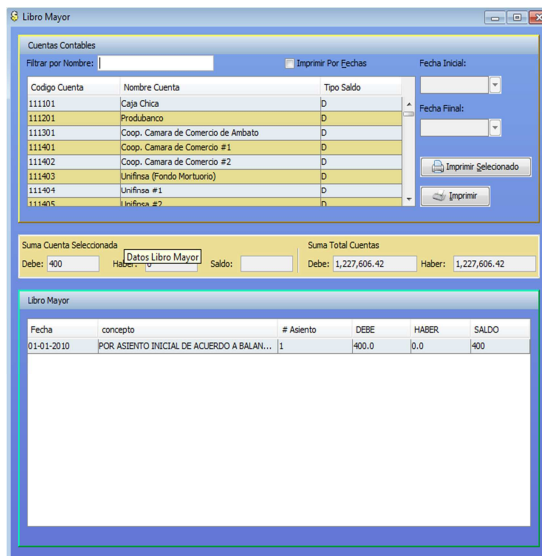 Libro Mayor
Cuentas Contables
Filtrar por Nombre:
Imprimir Por Fechas
Fecha Inicial:
Codigo Cuenta Nombre Cuenta Tipo Saldo
111101 Caja Chica D
111201 Produbanco D
Fecha Fiinal:
111301 Coop. Camara de Comercio de Ambato D
111401 Coop. Camara de Comercio #1 D
111402 Coop. Camara de Comercio #2 D
Imprimir Selecionado
111403 Unifinsa (Fondo Mortuorio) D
111404 Unifinsa #1 D
Imprimir
111405 Unifinsa #2 D
Suma Cuenta Seleccionada Suma Total Cuentas
Datos Libro Mayor
Debe: 400 Haber: 0 Saldo: Debe: 1,227,606.42 Haber: 1,227,606.42
Libro Mayor
Fecha concepto # Asiento DEBE HABER SALDO
01-01-2010 POR ASIENTO INICIAL DE ACUERDO A BALAN... 1 400.0 0.0 400